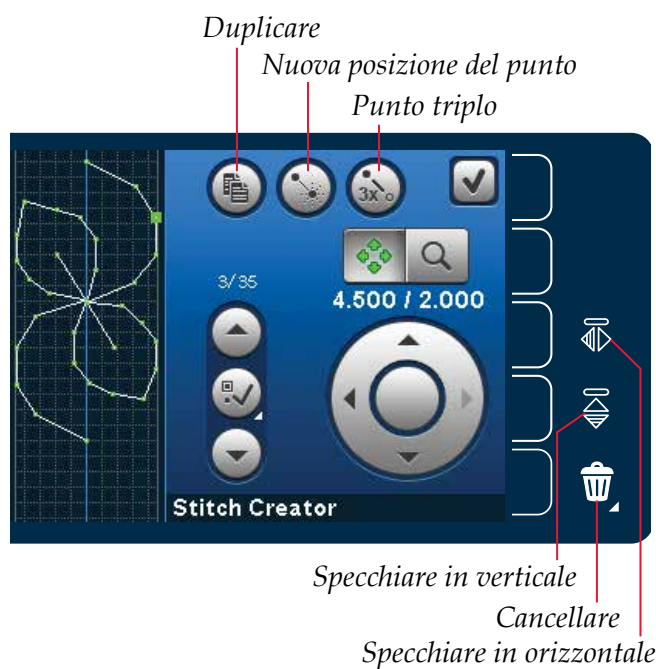 Duplicare
Nuova posizione del punto
Punto triplo
3x
3/35
4.500 / 2.000
Stitch Creator
Specchiare in verticale
Cancellare
Specchiare in orizzontale